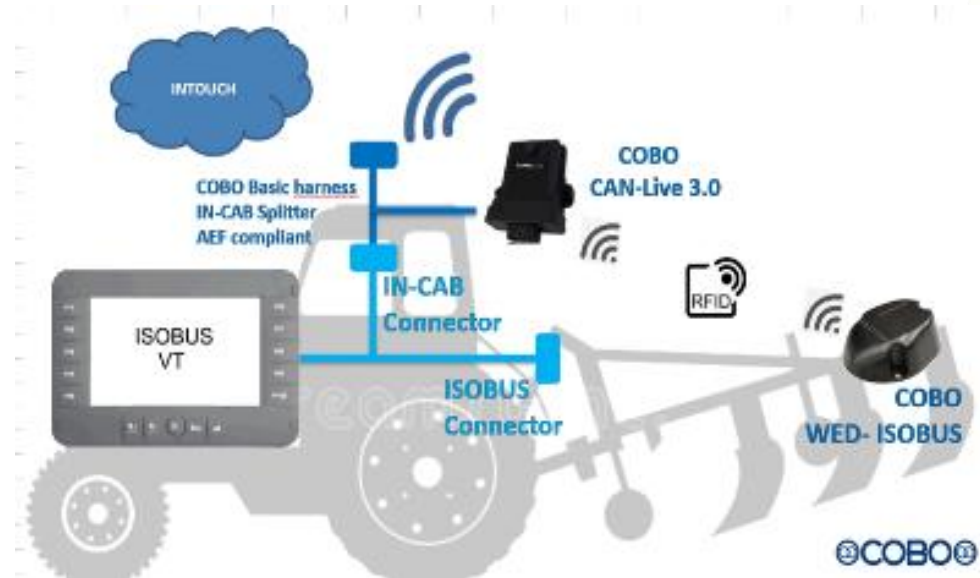 INTOUCH
COBO Basic harness
IN-CAB Splitter
AEF compliant
COBO
CAN-Live 3.0
IN-CAB
Connector
RFID
ISOBUS
VT
ISOBUS
Connector
COBO
WED- ISOBUS
COBO